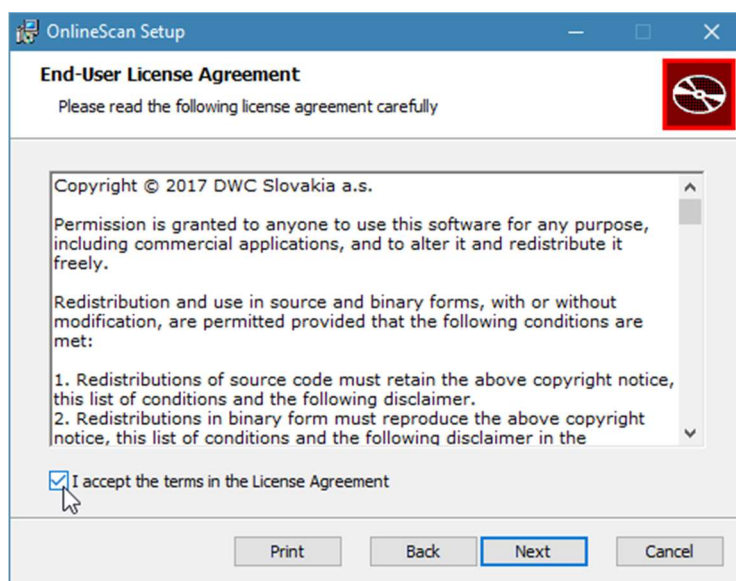 OnlineScan Setup
End-User License Agreement
Please read the following license agreement carefully
Copyright © 2017 DWC Slovakia a.s.
Permission is granted to anyone to use this software for any purpose,
including commercial applications, and to alter it and redistribute it
freely.
Redistribution and use in source and binary forms, with or without
modification, are permitted provided that the following conditions are
met:
1. Redistributions of source code must retain the above copyright notice,
this list of conditions and the following disclaimer.
2. Redistributions in binary form must reproduce the above copyright
notice, this list of conditions and the following disclaimer in the
I accept the terms in the License Agreement
Print Back Next Cancel